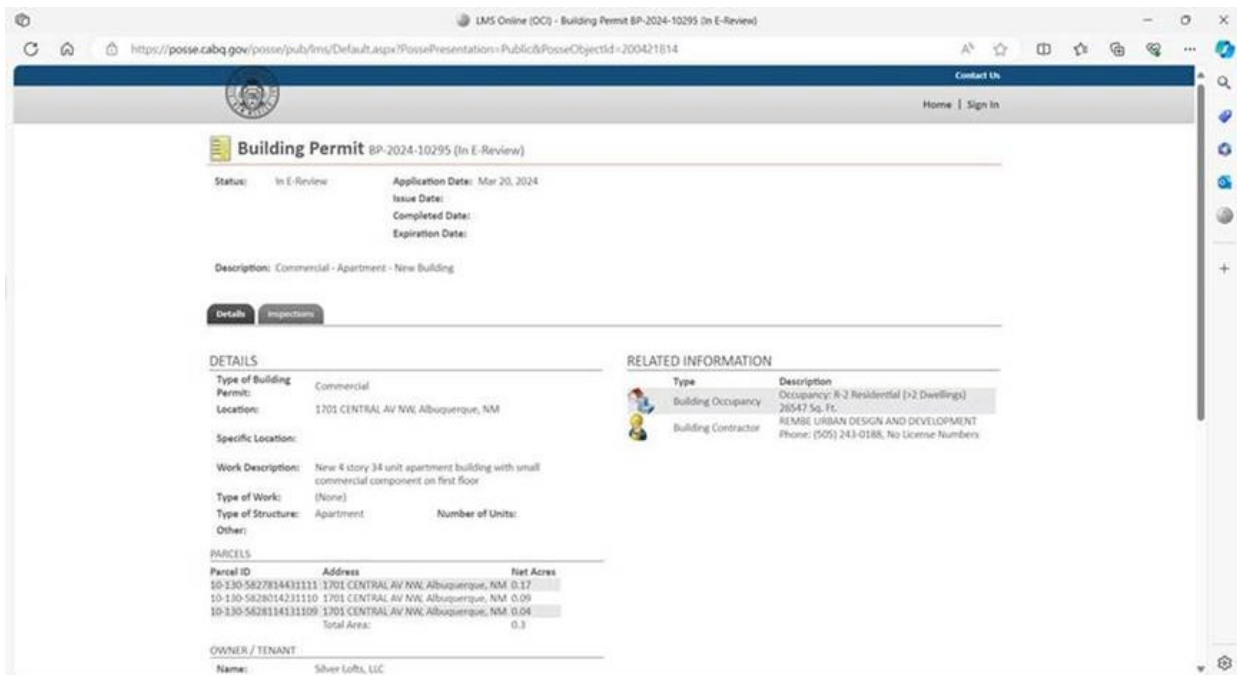 LMS Online (OCI) - Building Permit BP-2024-10295 (In E-Review)
https://posse.cabq.gov/posse/pub/lms/Default.aspx?PossePresentation=Public&PosseObjectId=200421814
Contact Us
Home | Sign In
Building Permit BP-2024-10295 (In E-Review)
Status: In E-Review Application Date: Mar 20, 2024
Issue Date:
Completed Date:
Expiration Date:
Description: Commercial - Apartment - New Building
Details Inspections
DETAILS
Type of Building Permit: Commercial
Location: 1701 CENTRAL AV NW, Albuquerque, NM
Specific Location:
Work Description: New 4 story 34 unit apartment building with small
commercial component on first floor
Type of Work: (None)
Type of Structure: Apartment Number of Units:
Other:
PARCELS
Parcel ID Address Net Acres
10-130-5827814431111 1701 CENTRAL AV NW, Albuquerque, NM 0.17
10-130-5828014231110 1701 CENTRAL AV NW, Albuquerque, NM 0.09
10-130-5828114131109 1701 CENTRAL AV NW, Albuquerque, NM 0.04
Total Area: 0.3
OWNER / TENANT
Name: Silver Lofts, LLC
RELATED INFORMATION
Type Description
Building Occupancy Occupancy: R-2 Residential (>2 Dwellings)
26547 Sq. Ft.
Building Contractor REMBE URBAN DESIGN AND DEVELOPMENT
Phone: (505) 243-0188, No License Numbers